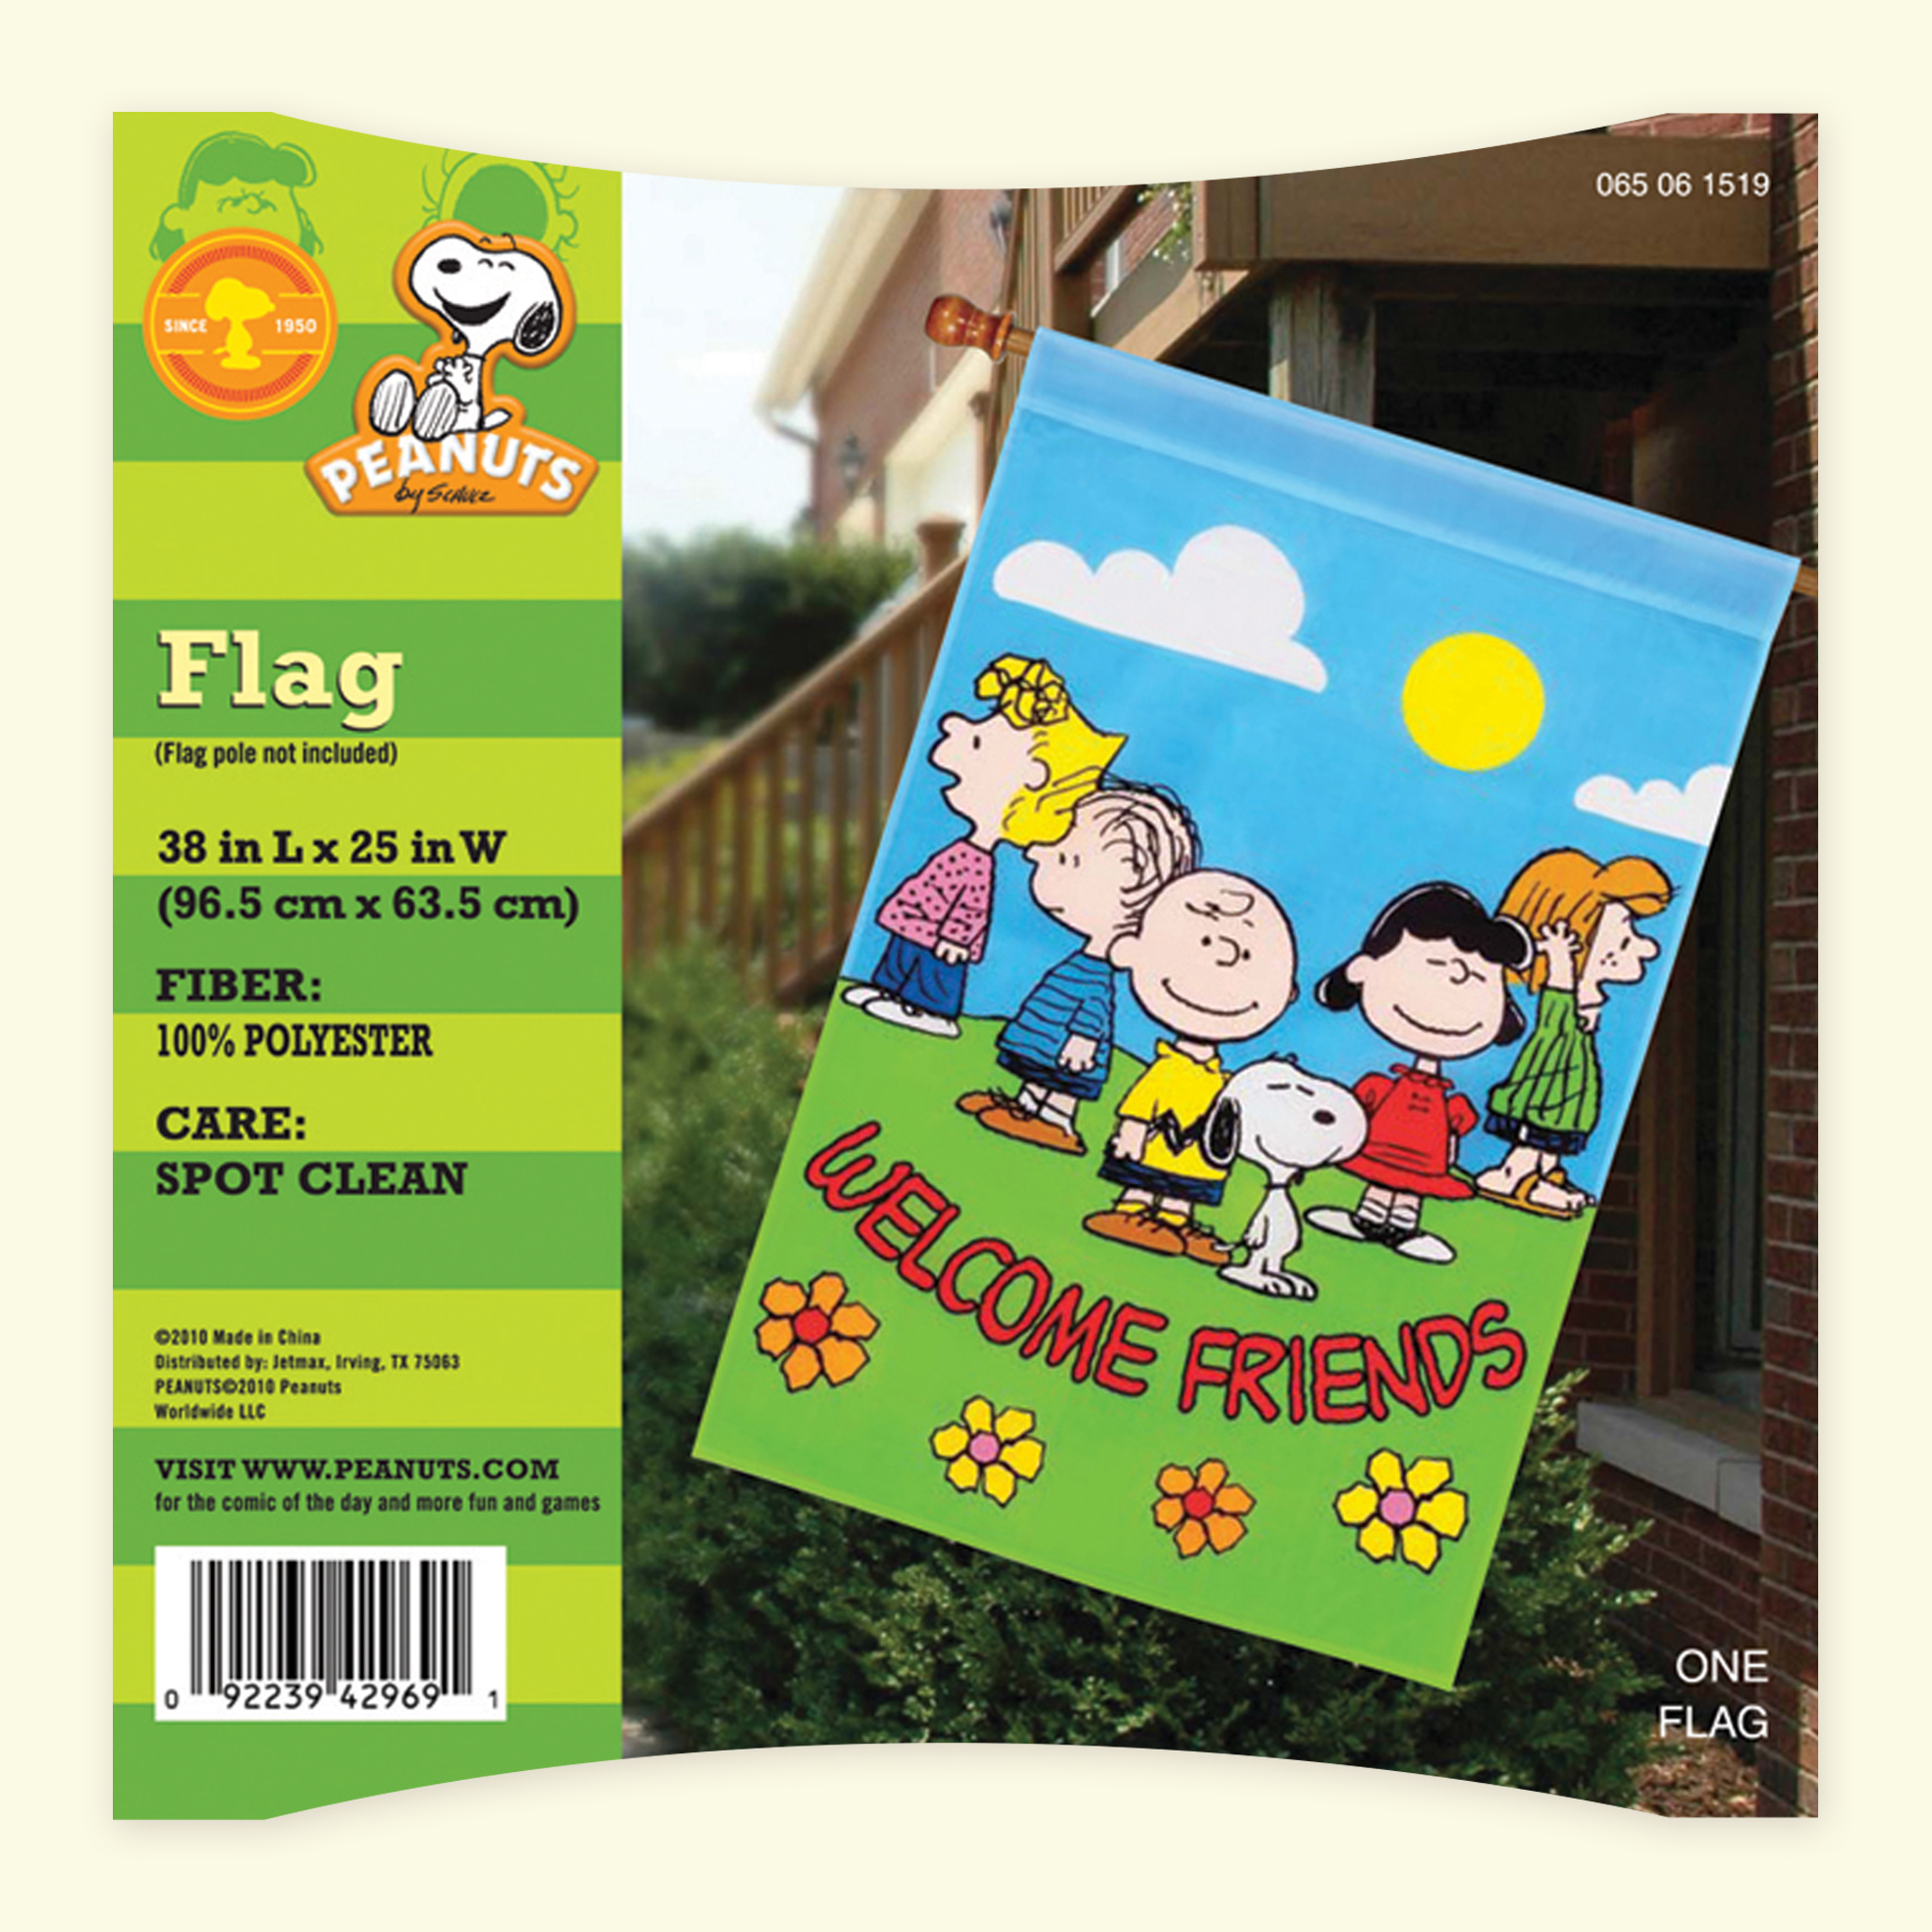 SINCE 1950
PEANUTS
by SCHULZ
Flag
(Flag pole not included)
38 in L x 25 in W
(96.5 cm x 63.5 cm)
FIBER:
100% POLYESTER
CARE:
SPOT CLEAN
©2010 Made in China
Distributed by: Jetmax, Irving, TX 75063
PEANUTS©2010 Peanuts
Worldwide LLC
VISIT WWW.PEANUTS.COM
for the comic of the day and more fun and games
0 92239 42969 1
065 06 1519
WELCOME FRIENDS
ONE
FLAG